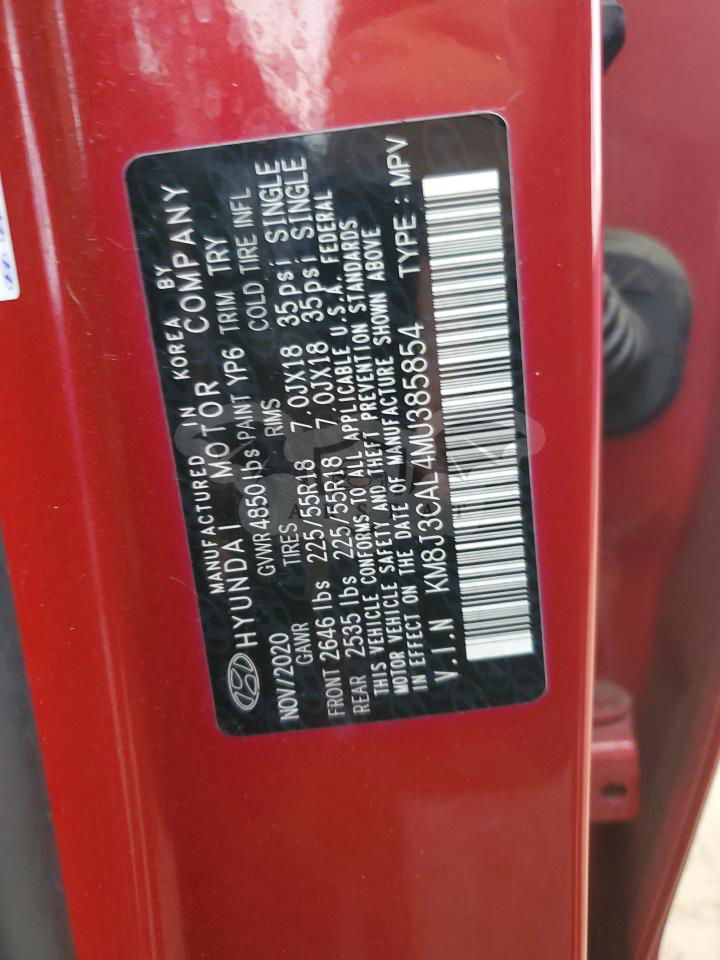 MANUFACTURED IN KOREA BY
HYUNDAI MOTOR COMPANY
NOV/2020 GVWR 4850 lbs PAINT YP6 TRIM TRY
GAWR TIRES RIMS COLD TIRE INFL
FRONT 2646 lbs 225/55R18 7.0JX18 35psi SINGLE
REAR 2535 lbs 225/55R18 7.0JX18 35psi SINGLE
THIS VEHICLE CONFORMS TO ALL APPLICABLE U.S.A. FEDERAL
MOTOR VEHICLE SAFETY AND THEFT PREVENTION STANDARDS
IN EFFECT ON THE DATE OF MANUFACTURE SHOWN ABOVE
V.I.N KM8J3CAL4MU385854 TYPE : MPV